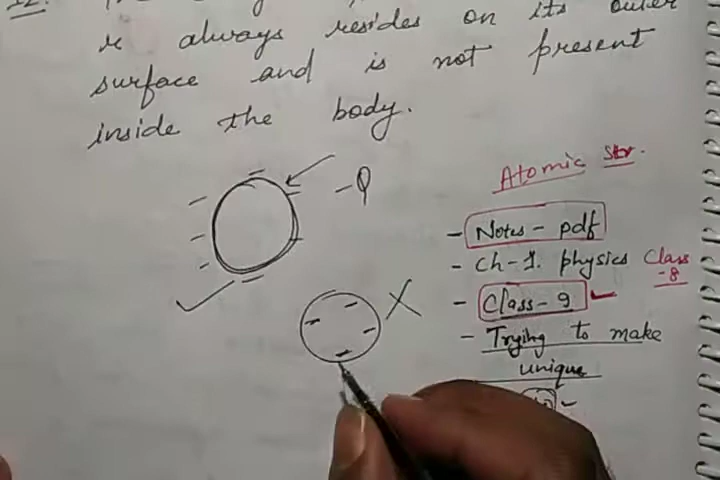 is always resides on its outer
surface and is not present
inside the body.
-Q
Atomic Str.
- Notes - pdf
- Ch-1. physics Class
-8
- Class-9
- Trying to make
unique